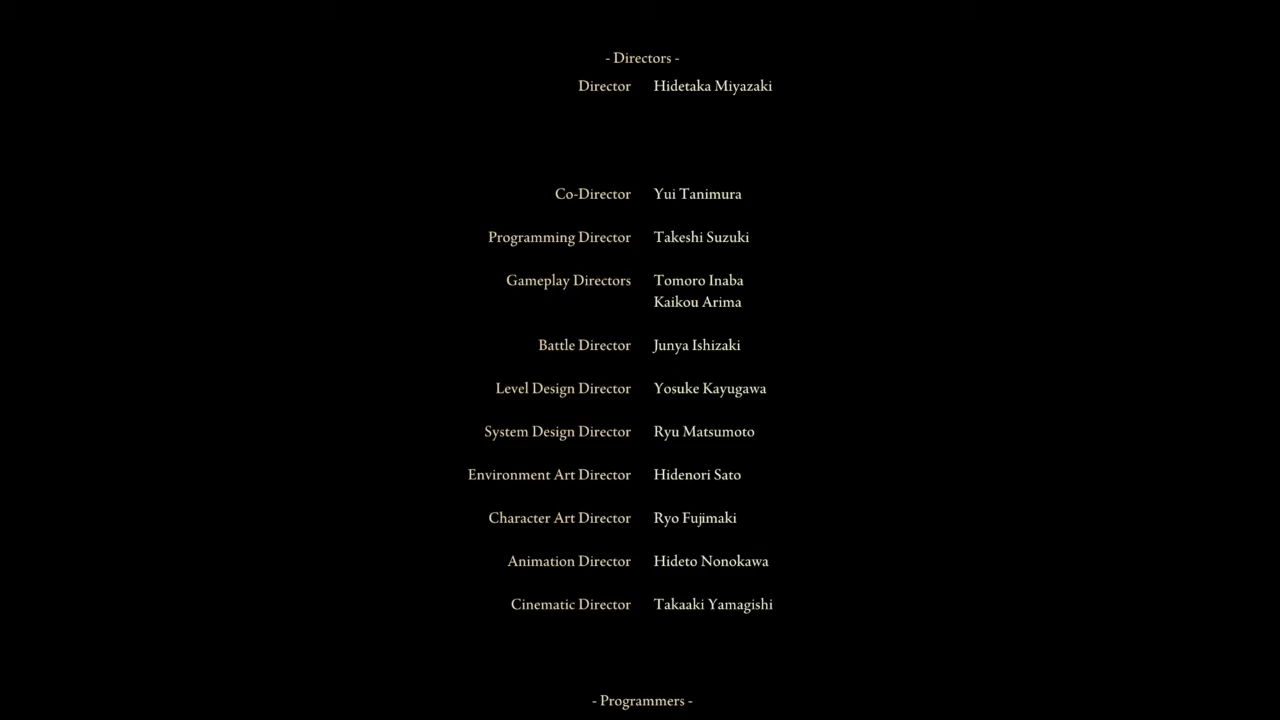 - Directors -
Director Hidetaka Miyazaki
Co-Director Yui Tanimura
Programming Director Takeshi Suzuki
Gameplay Directors Tomoro Inaba
Kaikou Arima
Battle Director Junya Ishizaki
Level Design Director Yosuke Kayugawa
System Design Director Ryu Matsumoto
Environment Art Director Hidenori Sato
Character Art Director Ryo Fujimaki
Animation Director Hideto Nonokawa
Cinematic Director Takaaki Yamagishi
- Programmers -